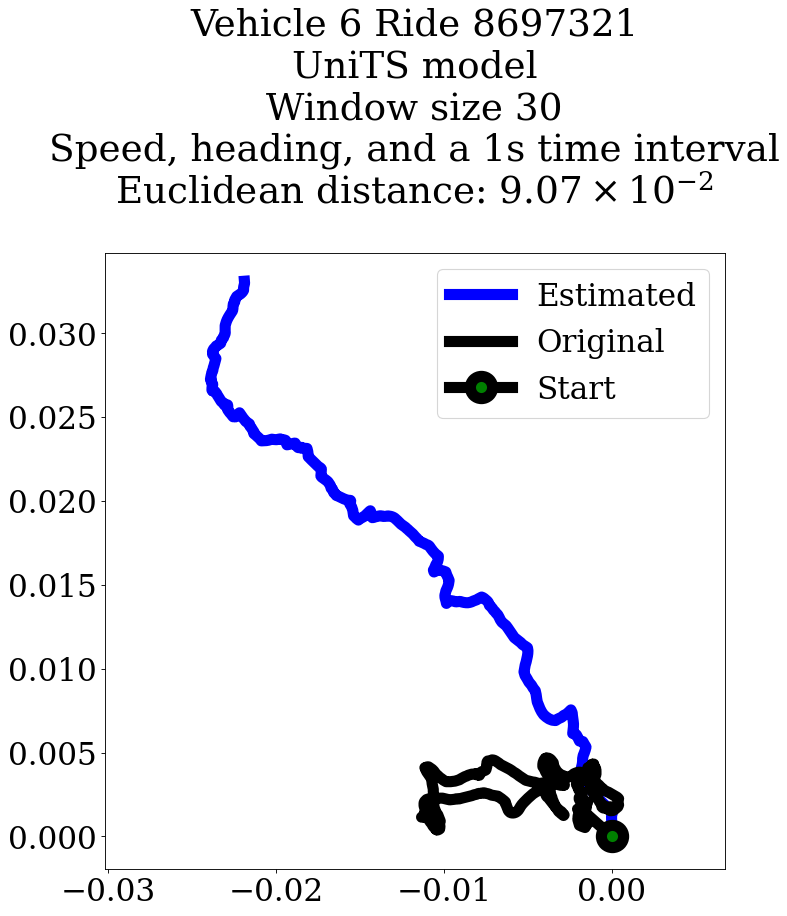 Vehicle 6 Ride 8697321
UniTS model
Window size 30
Speed, heading, and a 1s time interval
Euclidean distance: 9.07 × 10⁻²
Estimated
Original
Start
0.030
0.025
0.020
0.015
0.010
0.005
0.000
−0.03 −0.02 −0.01 0.00